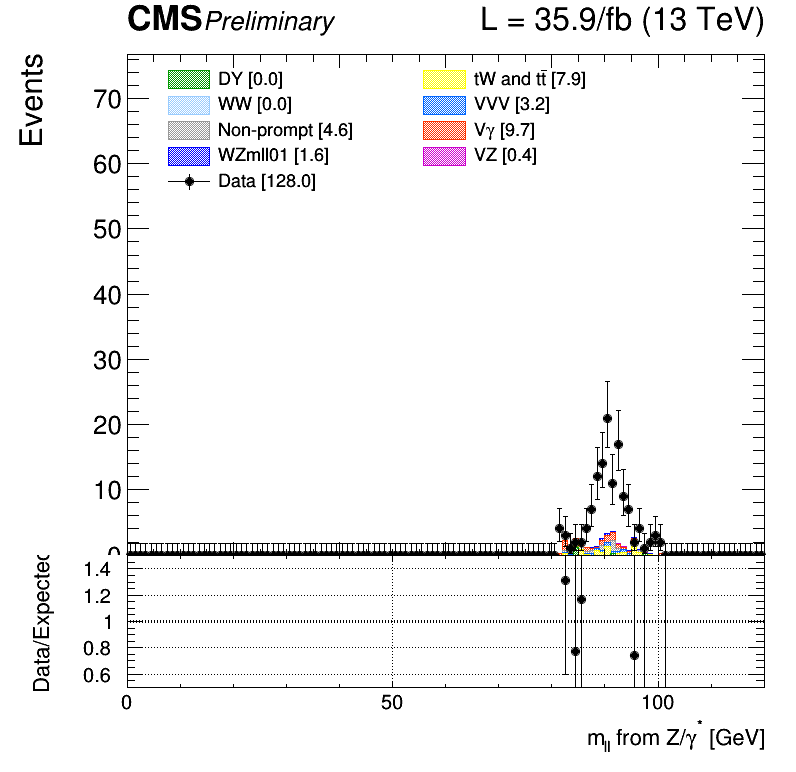 CMS Preliminary L = 35.9/fb (13 TeV)
Events
DY [0.0]
WW [0.0]
Non-prompt [4.6]
WZmll01 [1.6]
Data [128.0]
tW and tt̄ [7.9]
VVV [3.2]
Vγ [9.7]
VZ [0.4]
70
60
50
40
30
20
10
0
Data/Expected
1.4
1.2
1
0.8
0.6
0 50 100
m_ll from Z/γ* [GeV]